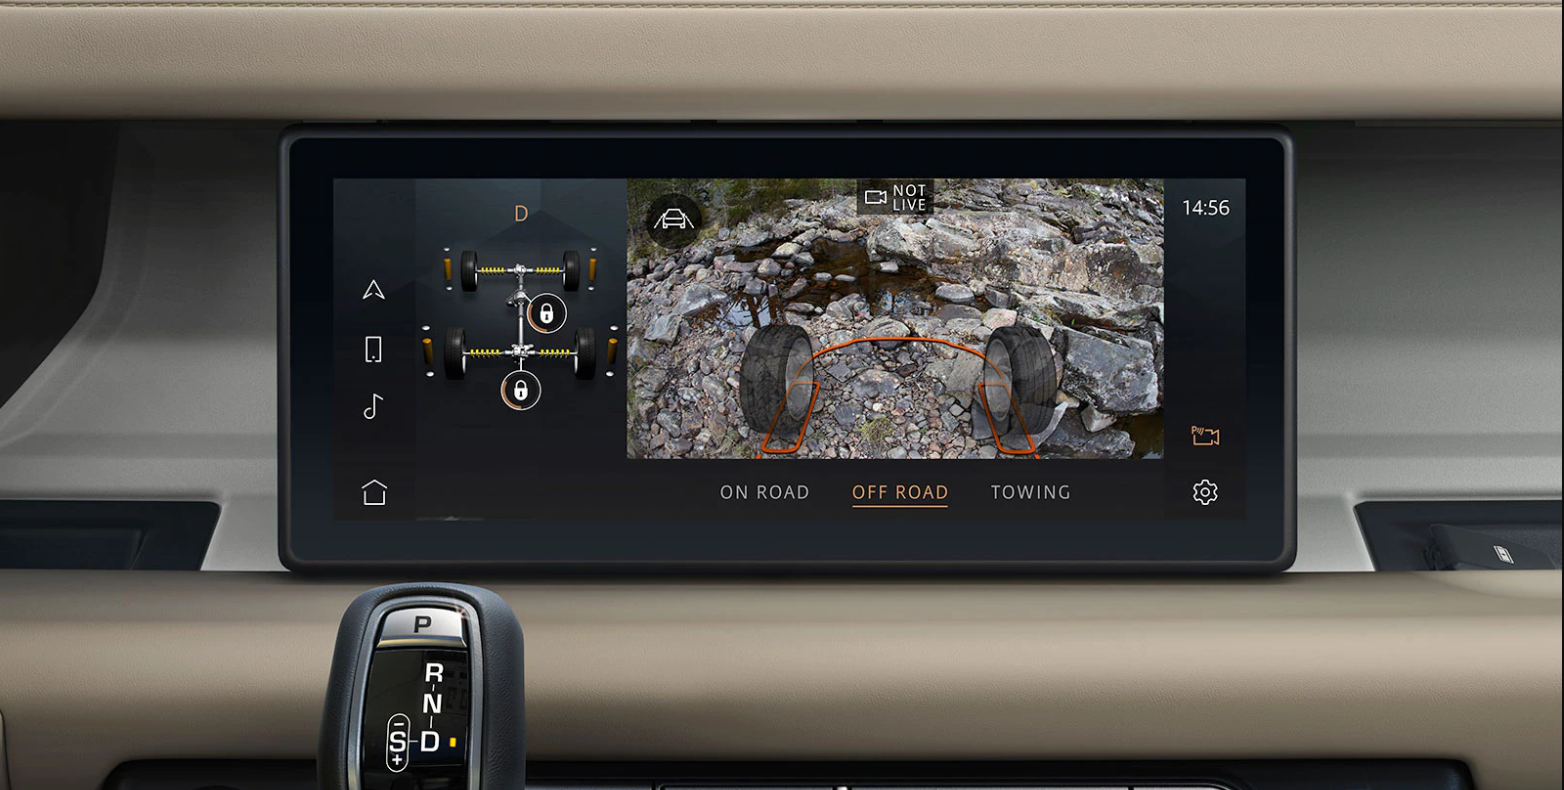 D
NOT
LIVE
14:56
P
ON ROAD
OFF ROAD
TOWING
P
R
N
D
S
−
+